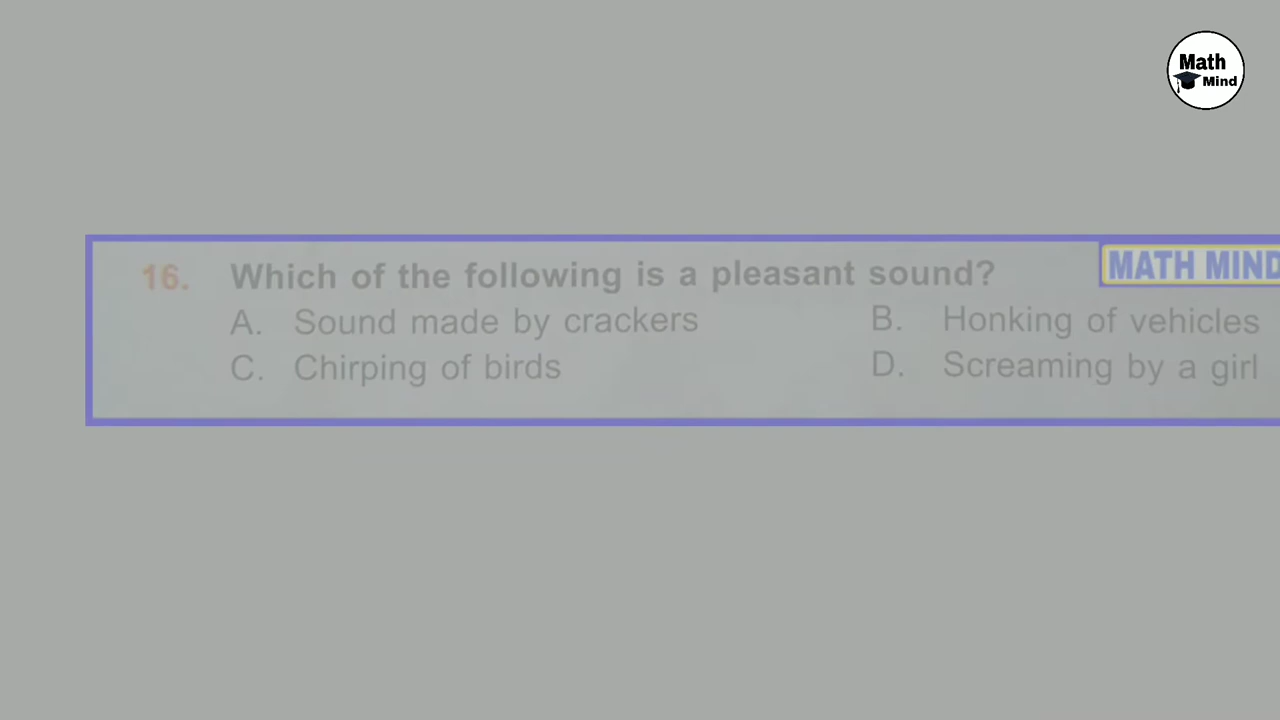 Math
Mind
MATH MIND
16. Which of the following is a pleasant sound?
A. Sound made by crackers B. Honking of vehicles
C. Chirping of birds D. Screaming by a girl